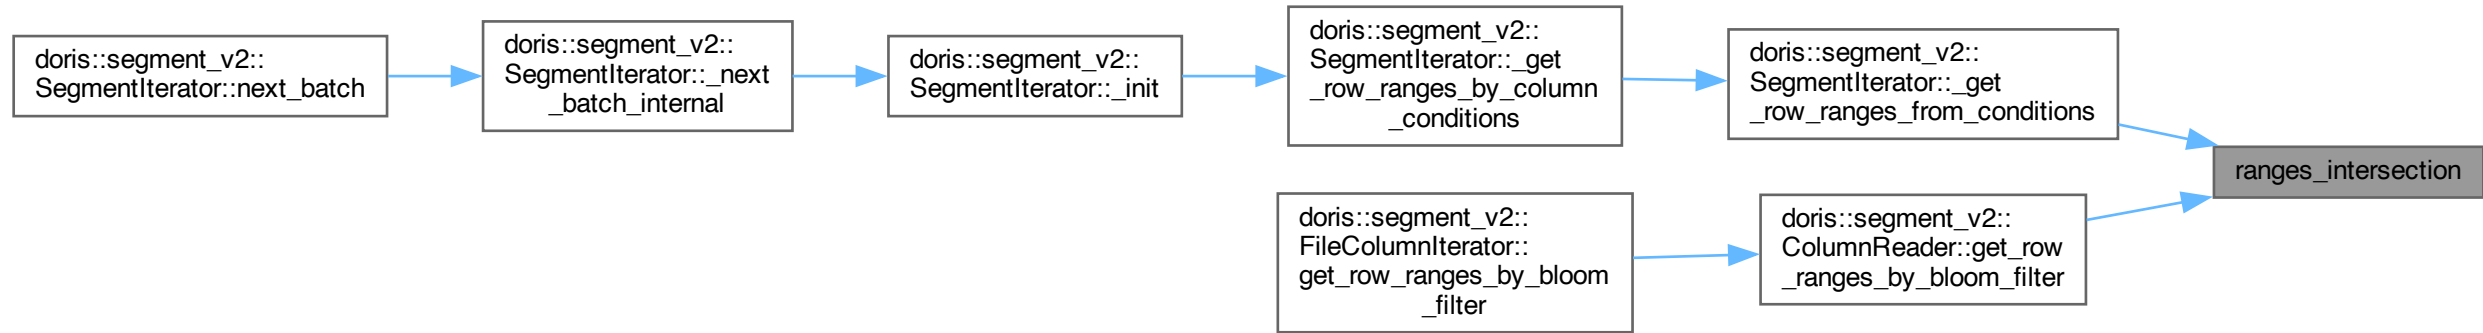 doris::segment_v2::
SegmentIterator::next_batch
doris::segment_v2::
SegmentIterator::_next
_batch_internal
doris::segment_v2::
SegmentIterator::_init
doris::segment_v2::
SegmentIterator::_get
_row_ranges_by_column
_conditions
doris::segment_v2::
SegmentIterator::_get
_row_ranges_from_conditions
ranges_intersection
doris::segment_v2::
FileColumnIterator::
get_row_ranges_by_bloom
_filter
doris::segment_v2::
ColumnReader::get_row
_ranges_by_bloom_filter